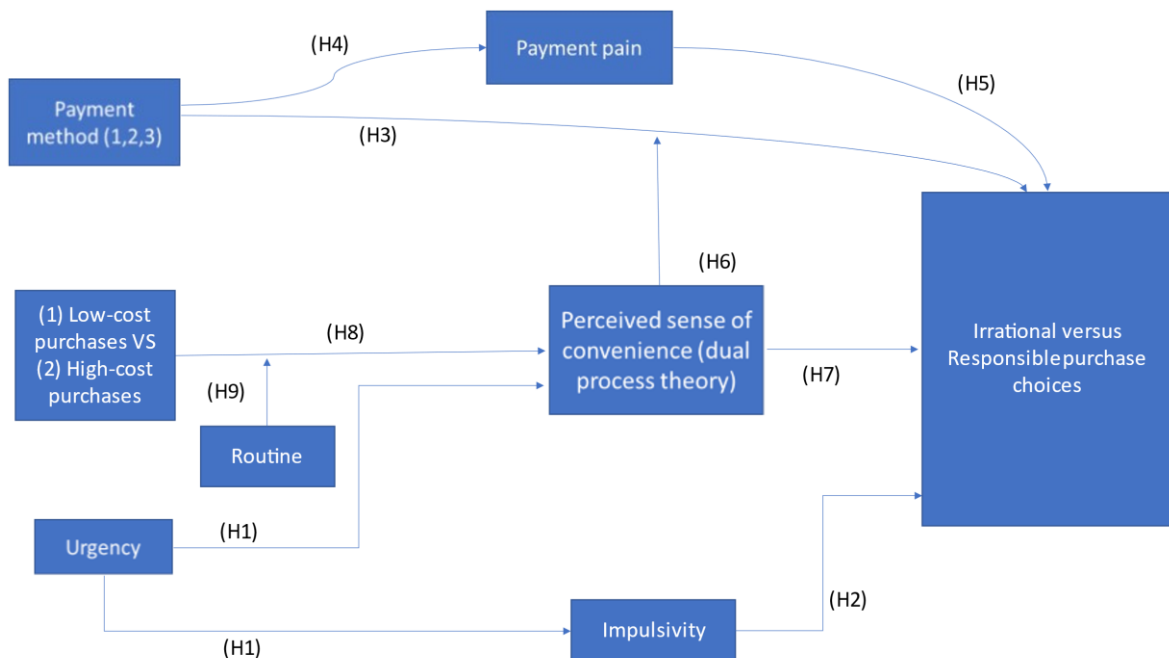 (H4)
Payment pain
Payment
method (1,2,3)
(H3)
(H5)
(H6)
(1) Low-cost
purchases VS
(2) High-cost
purchases
(H8)
(H9)
Routine
Perceived sense of
convenience (dual
process theory)
(H7)
Irrational versus
Responsible purchase
choices
Urgency
(H1)
(H1)
Impulsivity
(H2)